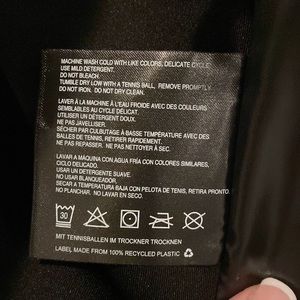 MACHINE WASH COLD WITH LIKE COLORS, DELICATE CYCLE
USE MILD DETERGENT.
DO NOT BLEACH.
TUMBLE DRY LOW WITH A TENNIS BALL, REMOVE PROMPTLY.
DO NOT IRON. DO NOT DRY CLEAN.
LAVER À LA MACHINE À L'EAU FROIDE AVEC DES COULEURS
SEMBLABLES, AU CYCLE DÉLICAT.
UTILISER UN DÉTERGENT DOUX.
NE PAS JAVELLISER.
SÉCHER PAR CULBUTAGE À BASSE TEMPÉRATURE AVEC DES
BALLES DE TENNIS, RETIRER RAPIDEMENT.
NE PAS REPASSER. NE PAS NETTOYER À SEC.
LAVAR A MAQUINA CON AGUA FRÍA CON COLORES SIMILARES,
CICLO DELICADO.
USAR UN DETERGENTE SUAVE.
NO USAR BLANQUEADOR.
SECAR A TEMPERATURA BAJA CON PELOTA DE TENIS, RETIRA PRONTO.
NO PLANCHAR. NO LAVAR EN SECO.
30
MIT TENNISBALLEN IM TROCKNER TROCKNEN
LABEL MADE FROM 100% RECYCLED PLASTIC